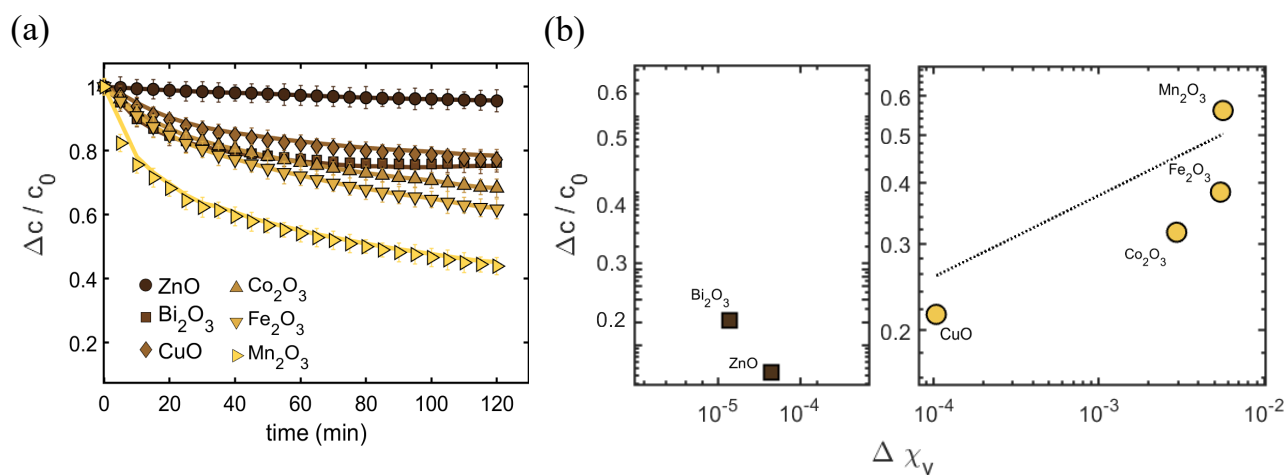 (a)
(b)
Δc / c₀
1
0.8
0.6
0.4
0.2
ZnO
Bi₂O₃
CuO
Co₂O₃
Fe₂O₃
Mn₂O₃
0 20 40 60 80 100 120
time (min)
Δc / c₀
0.6
0.5
0.4
0.3
0.2
Bi₂O₃
ZnO
10⁻⁵ 10⁻⁴
0.6
0.5
0.4
0.3
0.2
Mn₂O₃
Fe₂O₃
Co₂O₃
CuO
10⁻⁴ 10⁻³ 10⁻²
Δ χᵥ